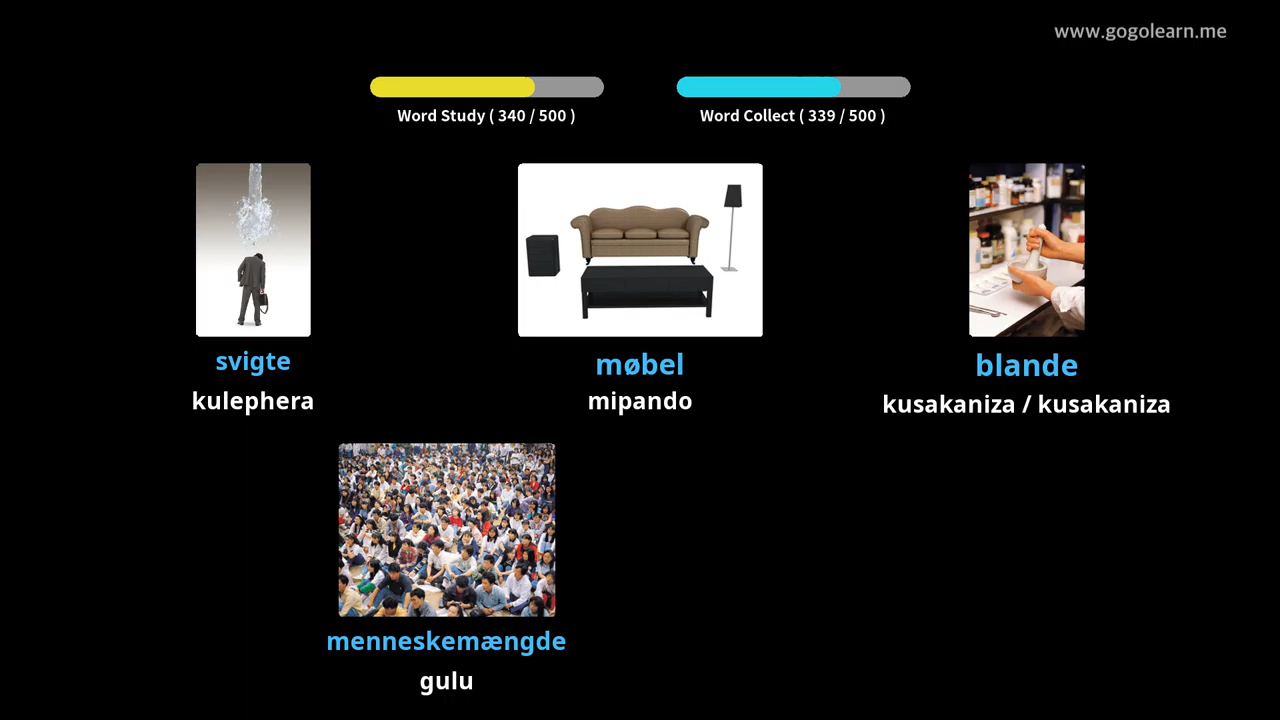 www.gogolearn.me
Word Study ( 340 / 500 )
Word Collect ( 339 / 500 )
svigte
kulephera
møbel
mipando
blande
kusakaniza / kusakaniza
menneskemængde
gulu